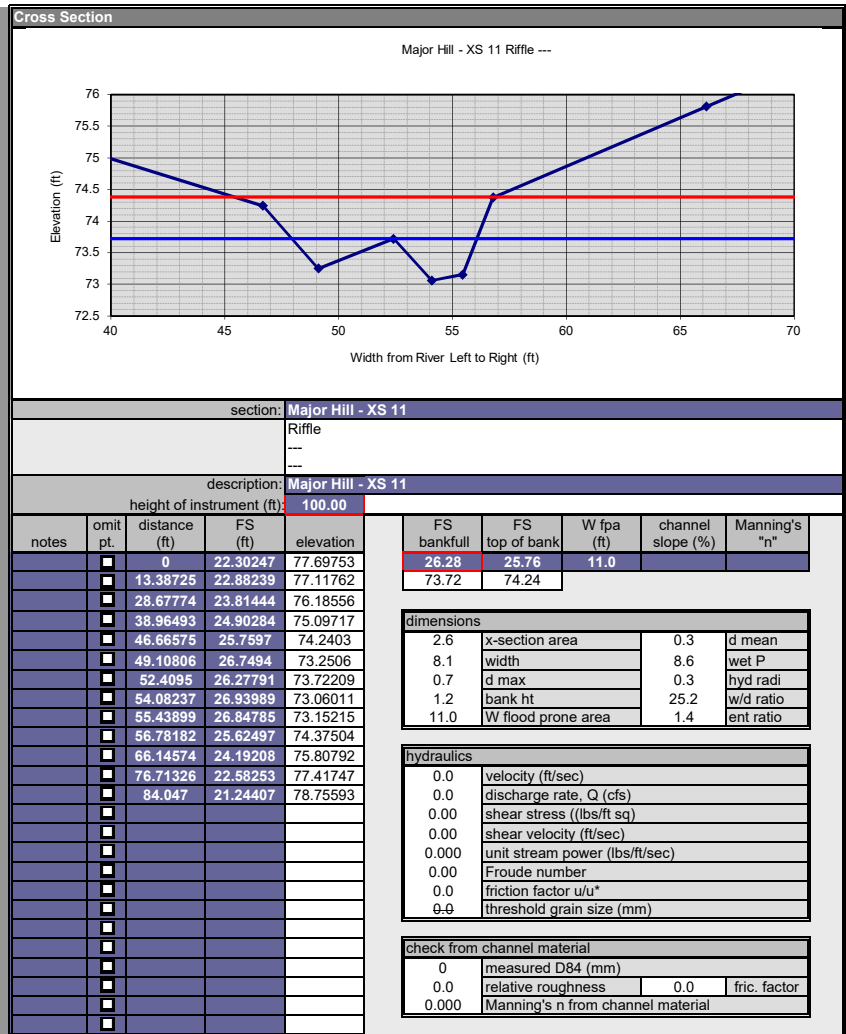 Cross Section
Major Hill - XS 11 Riffle ---
76
75.5
75
74.5
74
73.5
73
72.5
Elevation (ft)
40 45 50 55 60 65 70
Width from River Left to Right (ft)
section: Major Hill - XS 11
Riffle
---
---
description: Major Hill - XS 11
height of instrument (ft): 100.00
notes omit pt. distance (ft) FS (ft) elevation
0 22.30247 77.69753
13.38725 22.88239 77.11762
28.67774 23.81444 76.18556
38.96493 24.90284 75.09717
46.66575 25.7597 74.2403
49.10806 26.7494 73.2506
52.4095 26.27791 73.72209
54.08237 26.93989 73.06011
55.43899 26.84785 73.15215
56.78182 25.62497 74.37504
66.14574 24.19208 75.80792
76.71326 22.58253 77.41747
84.047 21.24407 78.75593
FS bankfull FS top of bank W fpa (ft) channel slope (%) Manning's "n"
26.28 25.76 11.0
73.72 74.24
dimensions
2.6 x-section area 0.3 d mean
8.1 width 8.6 wet P
0.7 d max 0.3 hyd radi
1.2 bank ht 25.2 w/d ratio
11.0 W flood prone area 1.4 ent ratio
hydraulics
0.0 velocity (ft/sec)
0.0 discharge rate, Q (cfs)
0.00 shear stress ((lbs/ft sq)
0.00 shear velocity (ft/sec)
0.000 unit stream power (lbs/ft/sec)
0.00 Froude number
0.0 friction factor u/u*
0.0 threshold grain size (mm)
check from channel material
0 measured D84 (mm)
0.0 relative roughness 0.0 fric. factor
0.000 Manning's n from channel material